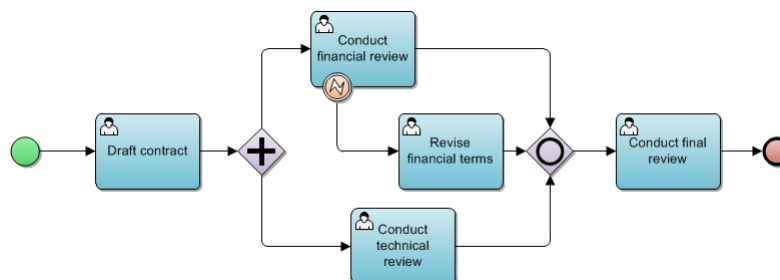 Conduct
financial review
Draft contract
Revise
financial terms
Conduct final
review
Conduct
technical
review